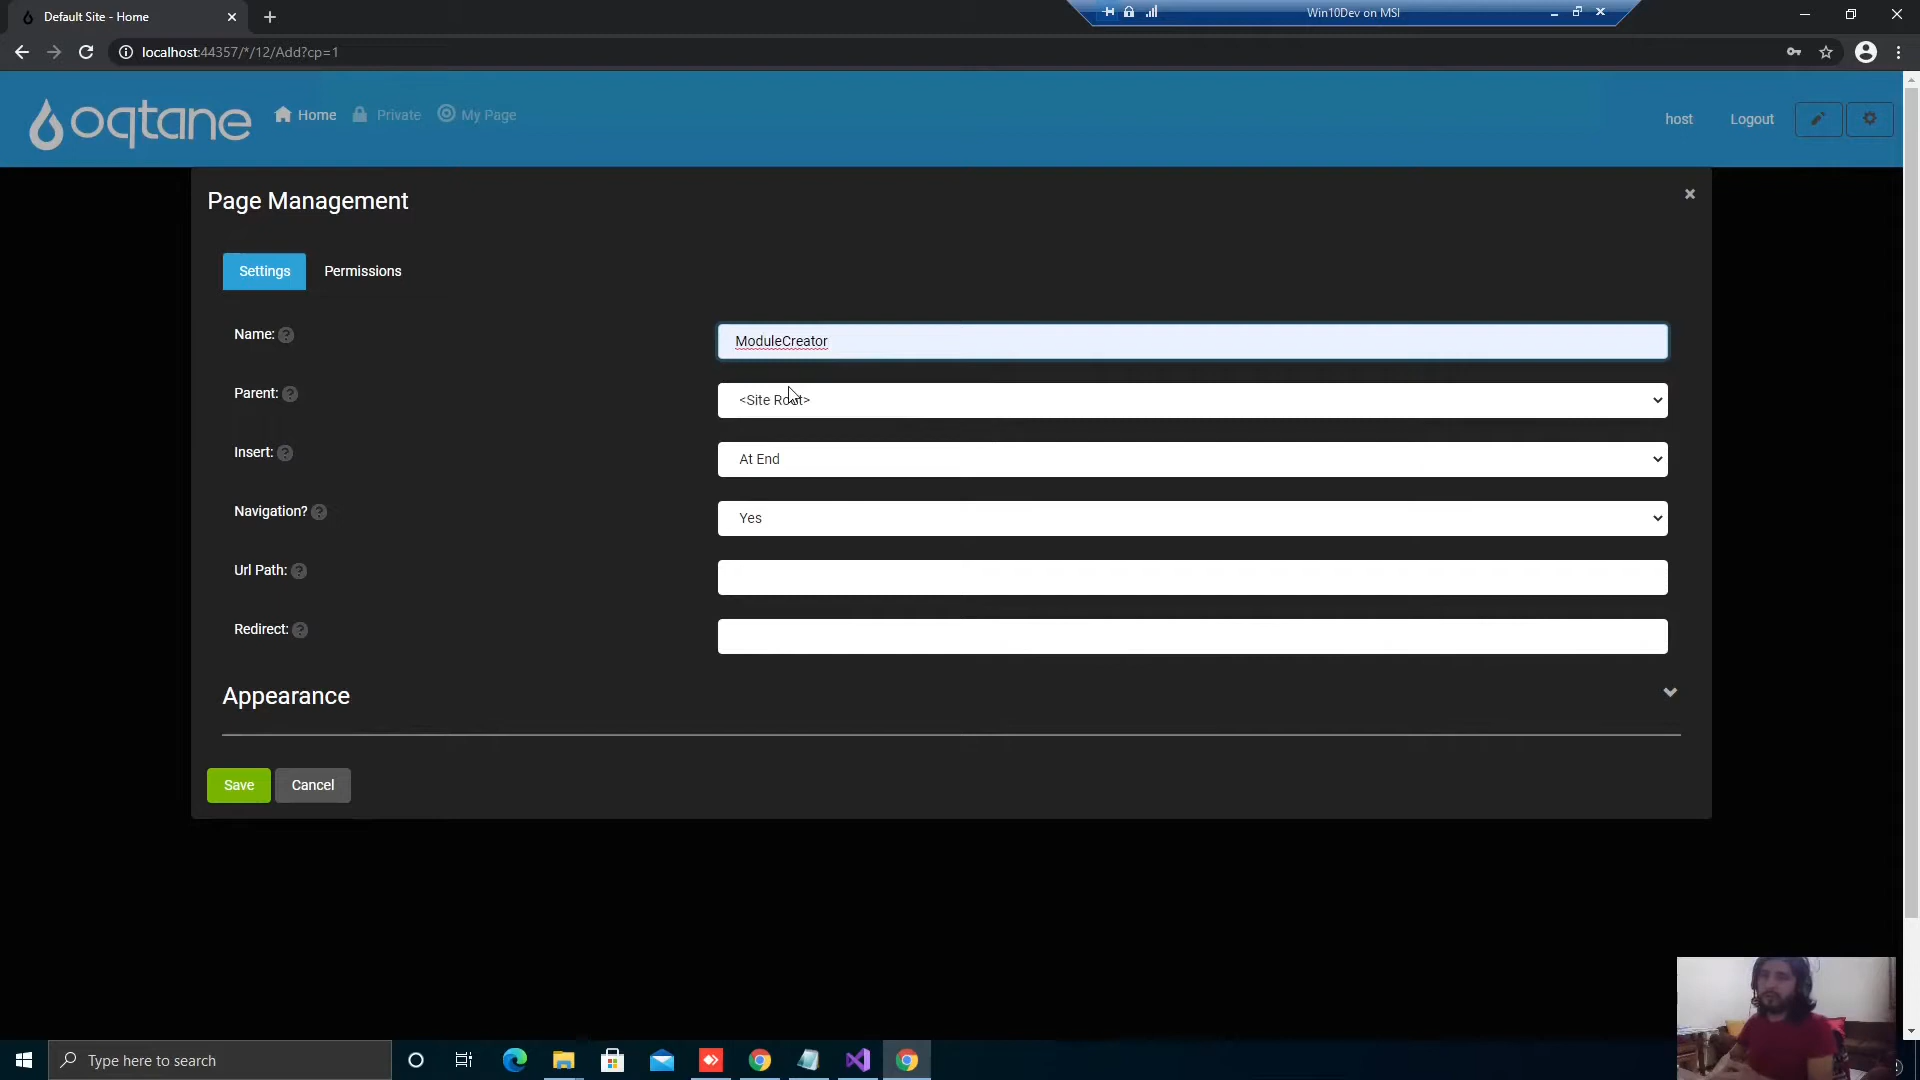 Default Site - Home
Win10Dev on MSI
localhost:44357/*/12/Add?cp=1
oqtane
Home
Private
My Page
host
Logout
Page Management
Settings
Permissions
Name:
ModuleCreator
Parent:
<Site Root>
Insert:
At End
Navigation?
Yes
Url Path:
Redirect:
Appearance
Save
Cancel
Type here to search